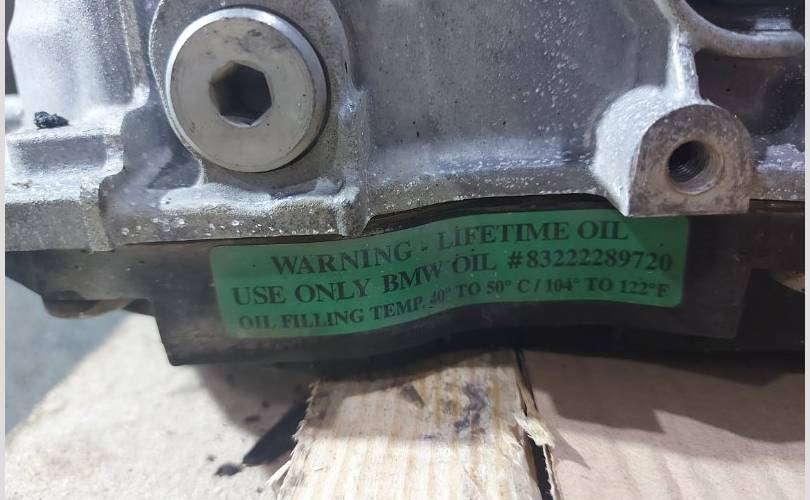 WARNING - LIFETIME OIL
USE ONLY BMW OIL #83222289720
OIL FILLING TEMP. 40° TO 50° C / 104° TO 122°F